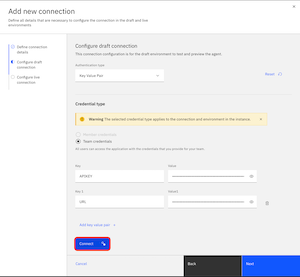 Add new connection
Define all details that are necessary to configure the connection in the draft and live
environments
Define connection
details
Configure draft
connection
Configure live
connection
Configure draft connection
This connection configuration is for the draft environment to test and preview the agent.
Authentication type
Key Value Pair
Reset
Credential type
Warning The selected credential type applies to the connection and environment in the instance.
Member credentials
Team credentials
All users can access the application with the credentials that you provide for your team.
Key
Value
APIKEY
Key 1
Value1
URL
Add key value pair +
Connect
Cancel
Back
Next